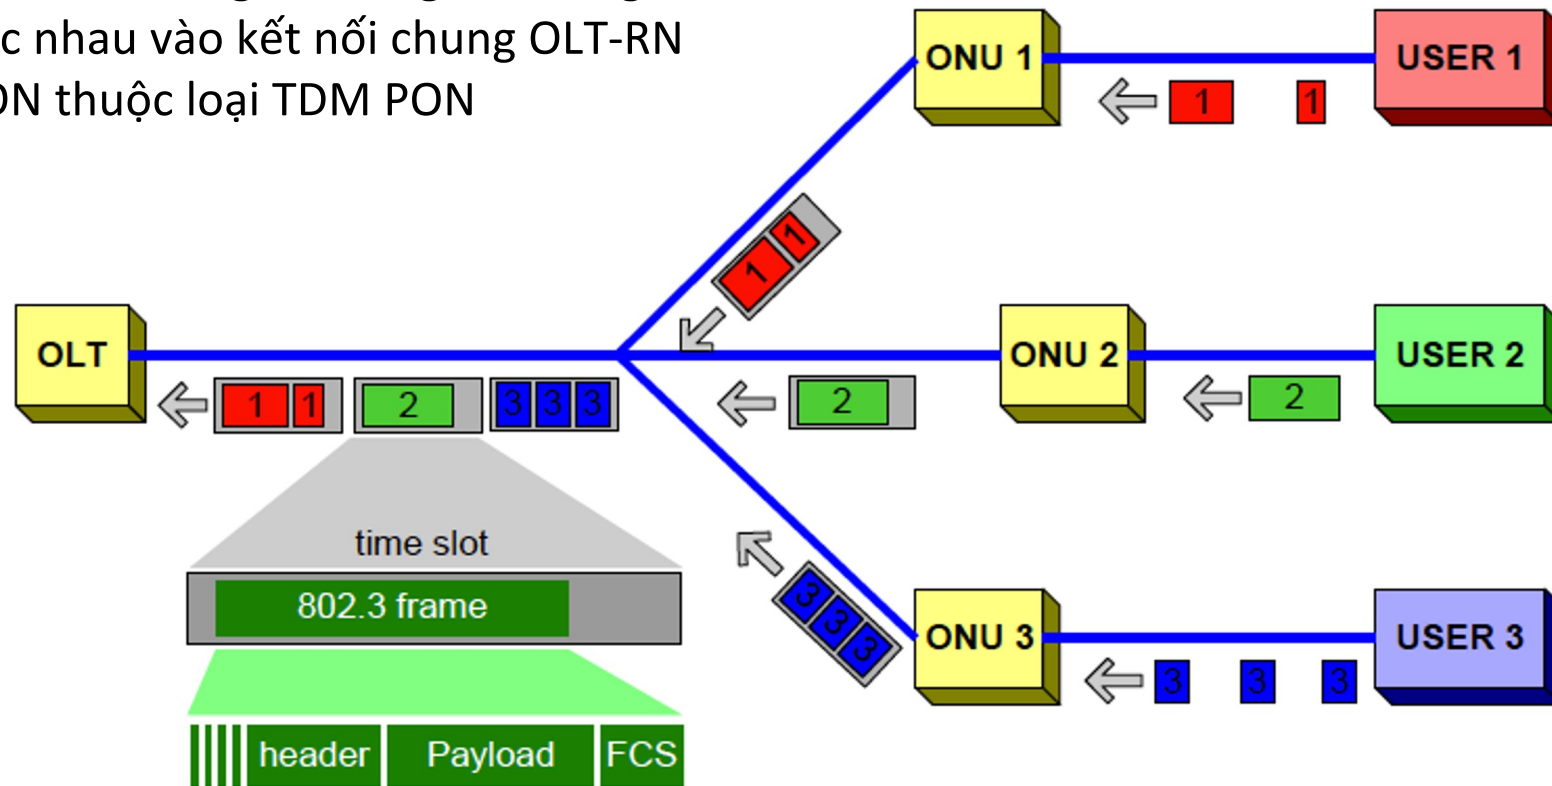 c nhau vào kết nối chung OLT-RN
ON thuộc loại TDM PON
ONU 1
USER 1
1
1
1
1
OLT
ONU 2
USER 2
1
1
2
3
3
3
2
2
time slot
802.3 frame
3
3
3
ONU 3
USER 3
3
3
3
header
Payload
FCS